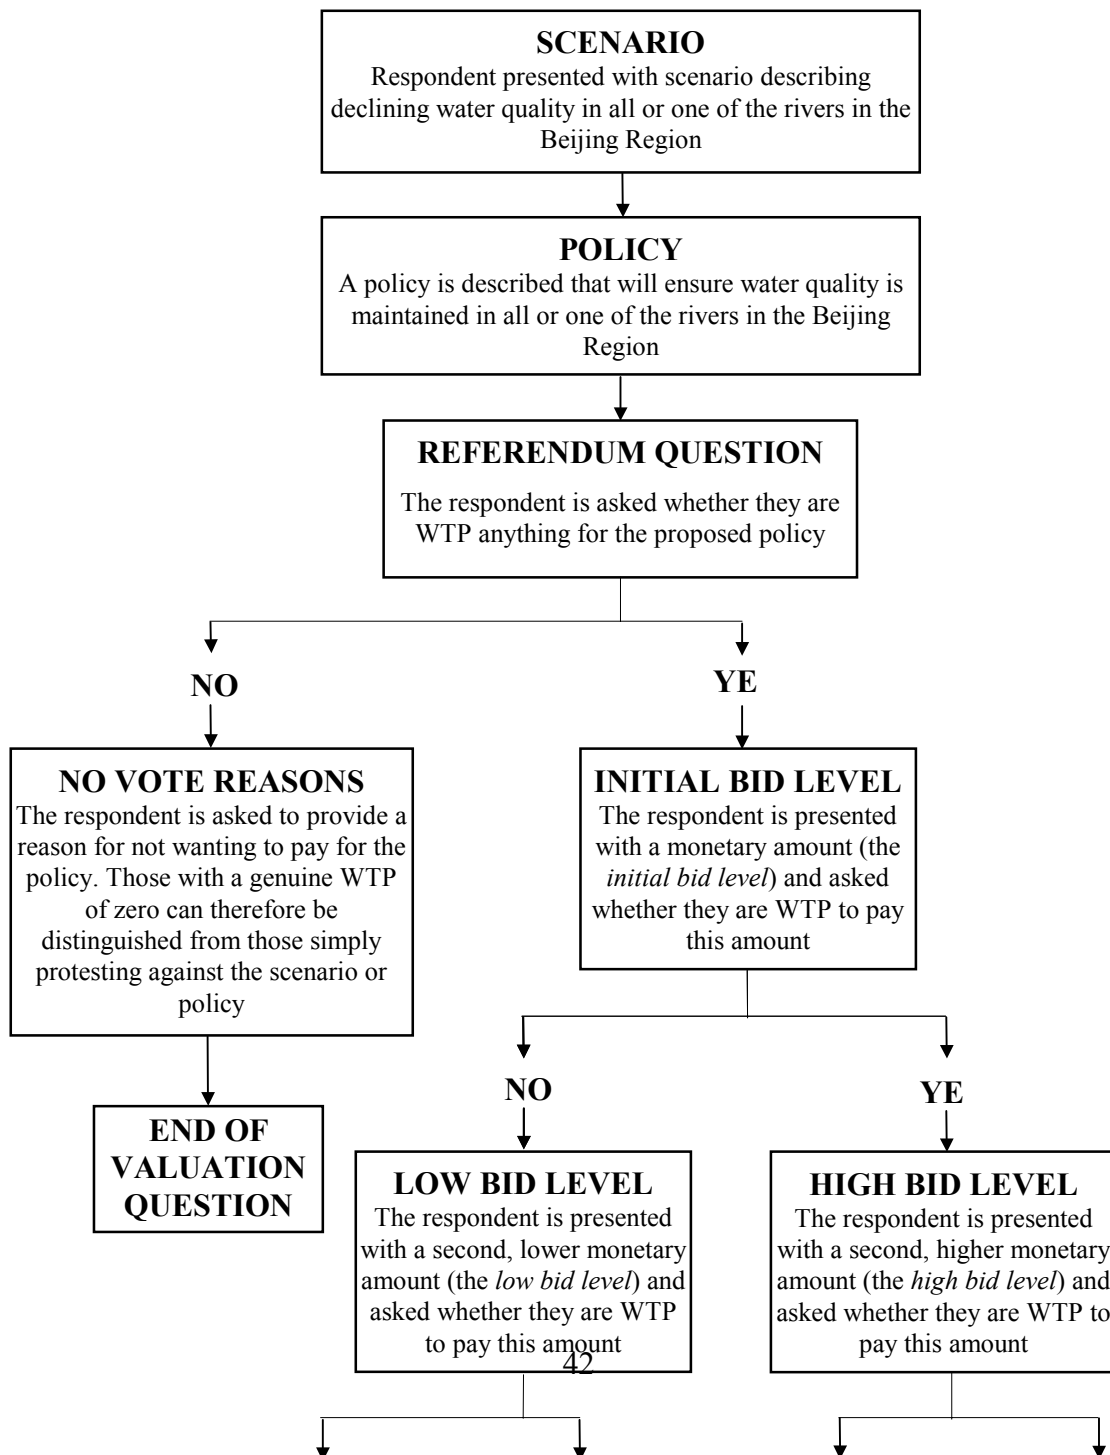 SCENARIO
Respondent presented with scenario describing
declining water quality in all or one of the rivers in the
Beijing Region
POLICY
A policy is described that will ensure water quality is
maintained in all or one of the rivers in the Beijing
Region
REFERENDUM QUESTION
The respondent is asked whether they are
WTP anything for the proposed policy
NO
YE
NO VOTE REASONS
The respondent is asked to provide a
reason for not wanting to pay for the
policy. Those with a genuine WTP
of zero can therefore be
distinguished from those simply
protesting against the scenario or
policy
INITIAL BID LEVEL
The respondent is presented
with a monetary amount (the
initial bid level) and asked
whether they are WTP to pay
this amount
NO
YE
END OF
VALUATION
QUESTION
LOW BID LEVEL
The respondent is presented
with a second, lower monetary
amount (the low bid level) and
asked whether they are WTP
to pay this amount
HIGH BID LEVEL
The respondent is presented
with a second, higher monetary
amount (the high bid level) and
asked whether they are WTP to
pay this amount
42